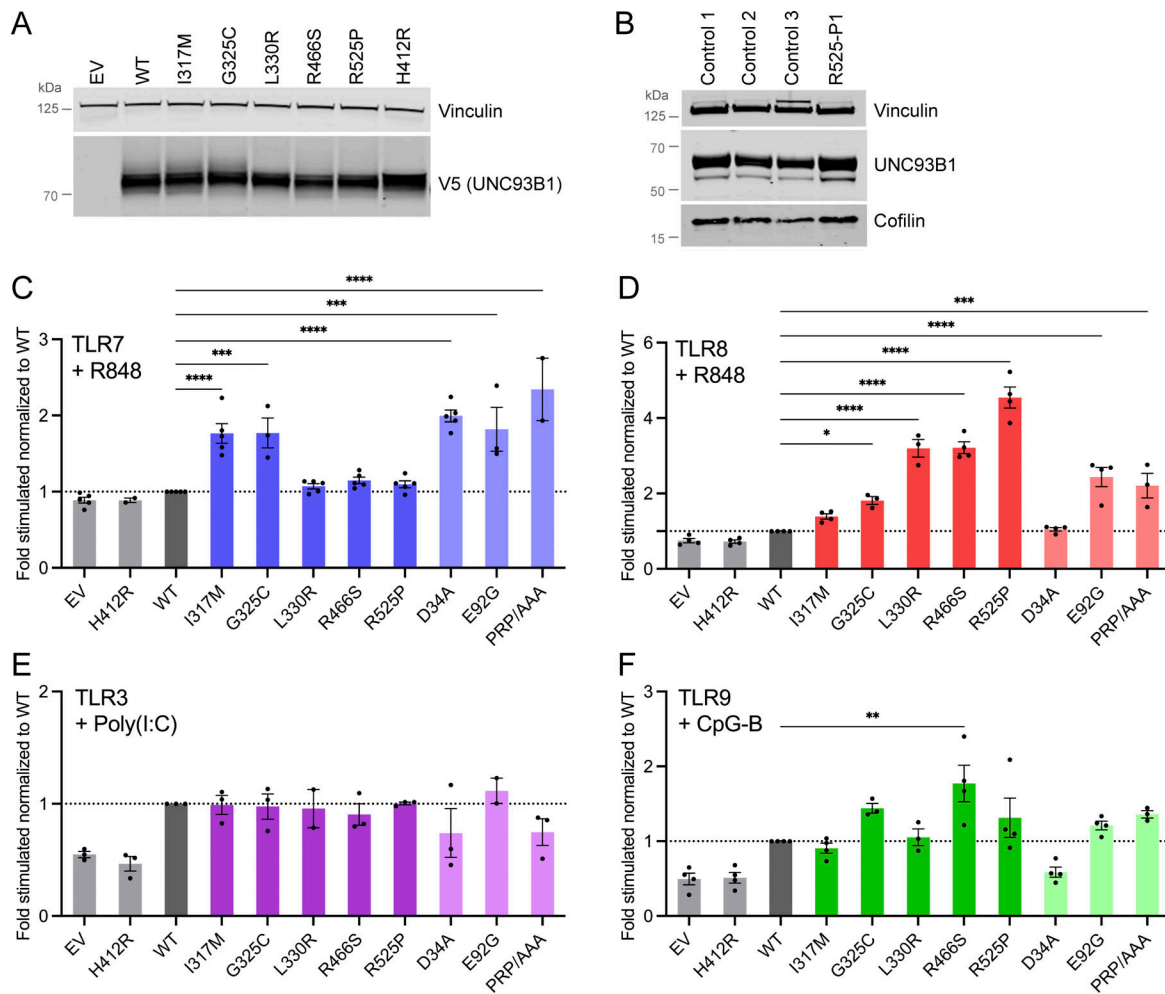 A
EV
WT
I317M
G325C
L330R
R466S
R525P
H412R
kDa
125
Vinculin
70
V5 (UNC93B1)
B
Control 1
Control 2
Control 3
R525-P1
kDa
125
Vinculin
70
UNC93B1
50
Cofilin
15
C
TLR7
+ R848
Fold stimulated normalized to WT
3
2
1
0
****
***
****
***
****
EV
H412R
WT
I317M
G325C
L330R
R466S
R525P
D34A
E92G
PRP/AAA
D
TLR8
+ R848
Fold stimulated normalized to WT
6
4
2
0
***
****
****
****
****
*
EV
H412R
WT
I317M
G325C
L330R
R466S
R525P
D34A
E92G
PRP/AAA
E
TLR3
+ Poly(I:C)
Fold stimulated normalized to WT
2
1
0
EV
H412R
WT
I317M
G325C
L330R
R466S
R525P
D34A
E92G
PRP/AAA
F
TLR9
+ CpG-B
Fold stimulated normalized to WT
3
2
1
0
**
EV
H412R
WT
I317M
G325C
L330R
R466S
R525P
D34A
E92G
PRP/AAA